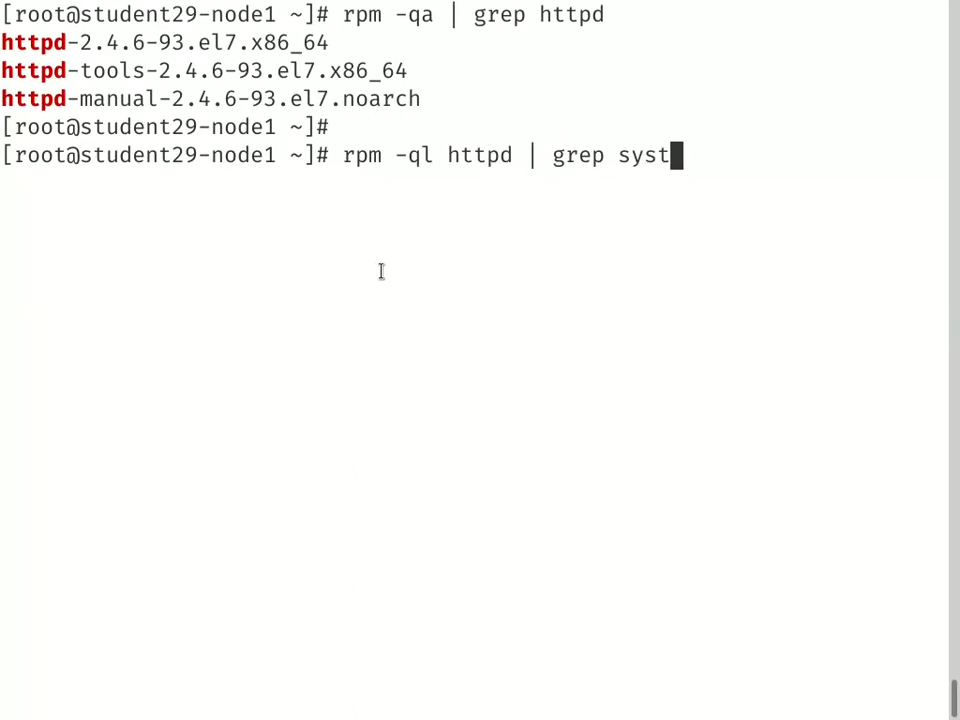 [root@student29-node1 ~]# rpm -qa | grep httpd
httpd-2.4.6-93.el7.x86_64
httpd-tools-2.4.6-93.el7.x86_64
httpd-manual-2.4.6-93.el7.noarch
[root@student29-node1 ~]#
[root@student29-node1 ~]# rpm -ql httpd | grep syst